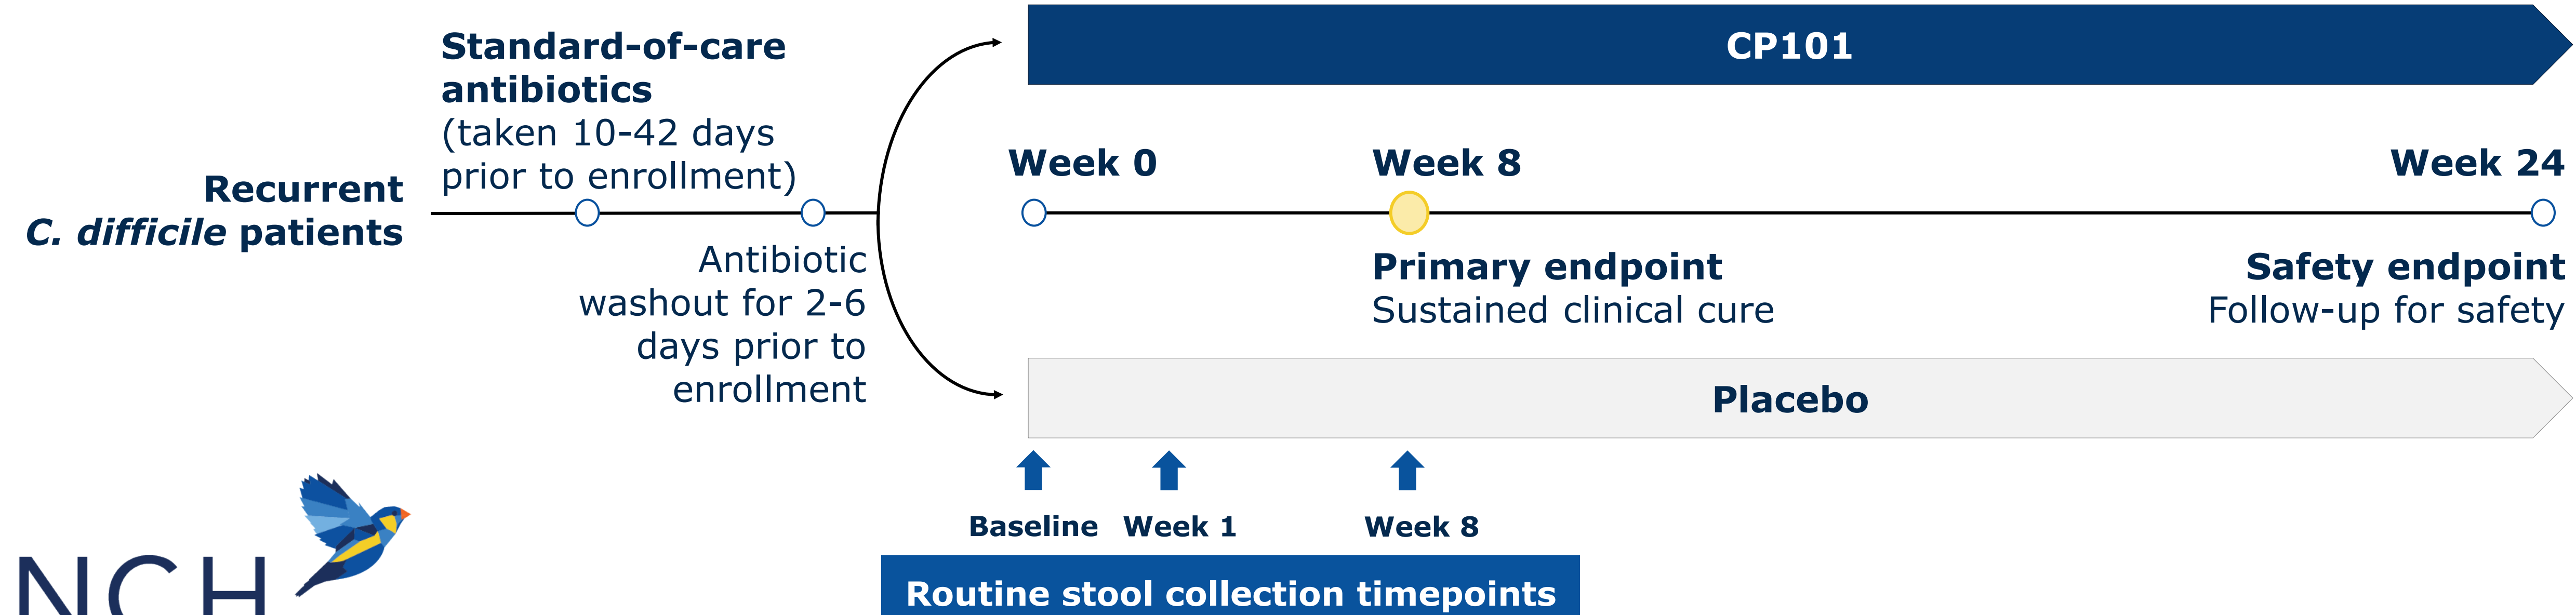 Recurrent
C. difficile patients
Standard-of-care
antibiotics
(taken 10-42 days
prior to enrollment)
Antibiotic
washout for 2-6
days prior to
enrollment
CP101
Week 0
Week 8
Week 24
Primary endpoint
Sustained clinical cure
Safety endpoint
Follow-up for safety
Placebo
Baseline
Week 1
Week 8
Routine stool collection timepoints
NCH